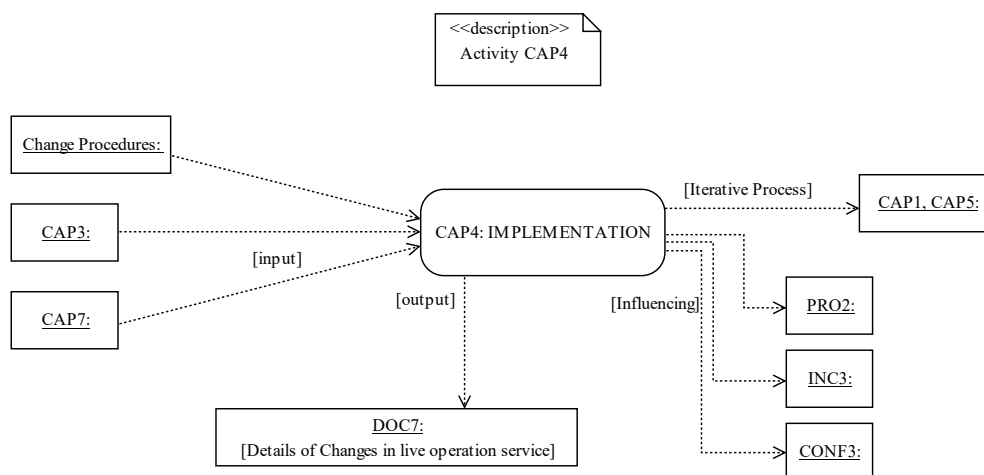 <<description>>
Activity CAP4
Change Procedures:
[Iterative Process]
CAP1, CAP5:
CAP3:
CAP4: IMPLEMENTATION
[input]
[output]
[Influencing]
CAP7:
PRO2:
INC3:
DOC7:
[Details of Changes in live operation service]
CONF3: